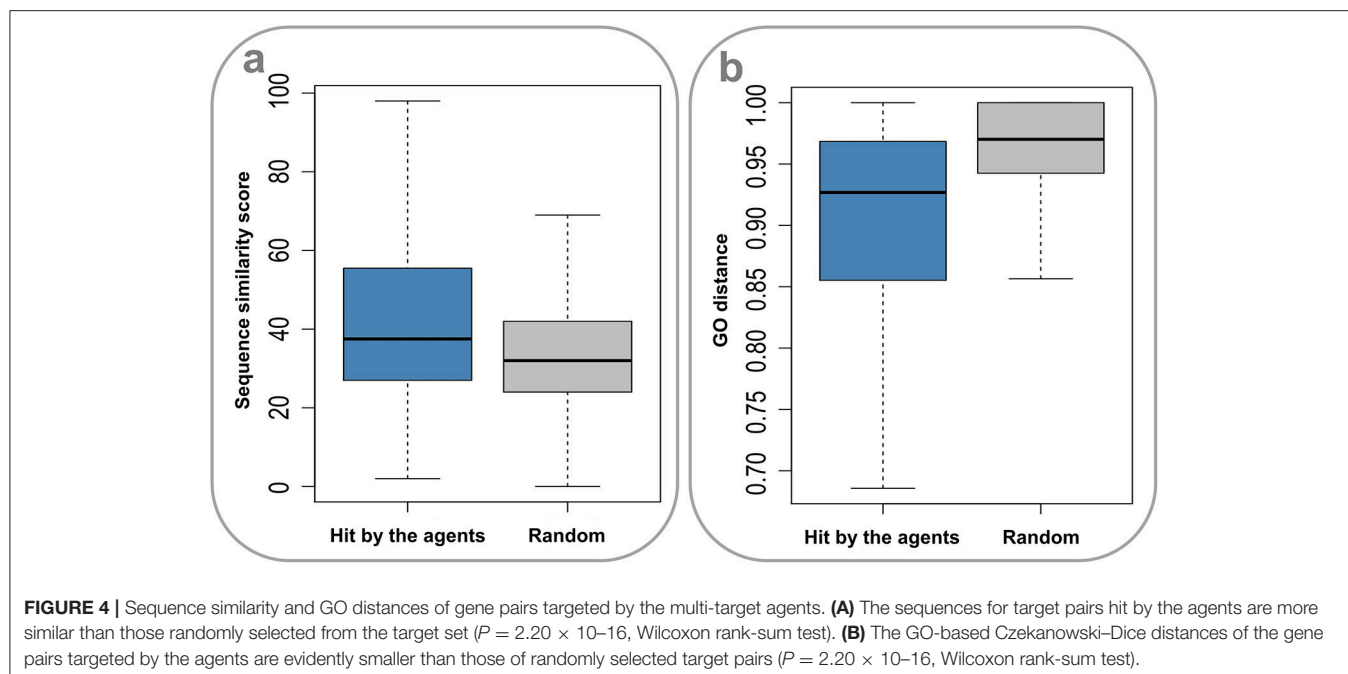 a
Sequence similarity score
100
80
60
40
20
0
Hit by the agents
Random
b
GO distance
1.00
0.95
0.90
0.85
0.80
0.75
0.70
Hit by the agents
Random
FIGURE 4 | Sequence similarity and GO distances of gene pairs targeted by the multi-target agents. (A) The sequences for target pairs hit by the agents are more
similar than those randomly selected from the target set (P = 2.20 × 10–16, Wilcoxon rank-sum test). (B) The GO-based Czekanowski–Dice distances of the gene
pairs targeted by the agents are evidently smaller than those of randomly selected target pairs (P = 2.20 × 10–16, Wilcoxon rank-sum test).